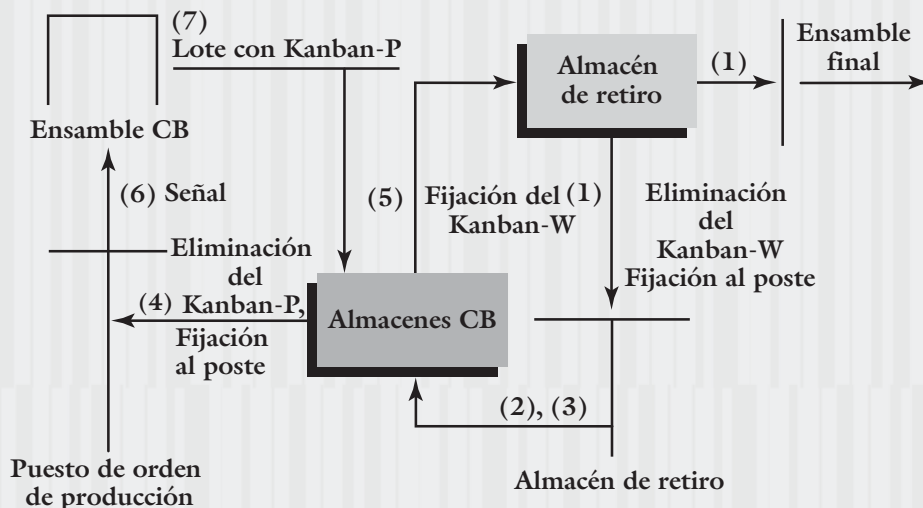 (7)
Lote con Kanban-P
Ensamble CB
(6) Señal
Eliminación
del
(4) Kanban-P,
Fijación
al poste
Puesto de orden
de producción
(5)
Fijación del
Kanban-W
Almacenes CB
(2), (3)
Almacén
de retiro
(1)
Ensamble
final
(1)
Eliminación
del
Kanban-W
Fijación al poste
Almacén de retiro